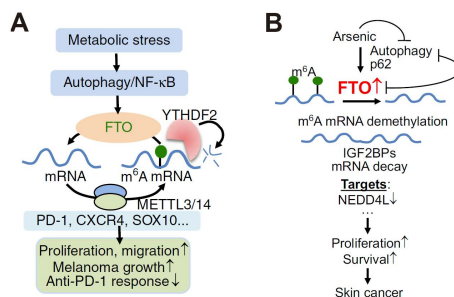 A
Metabolic stress
Autophagy/NF-κB
FTO
YTHDF2
mRNA
m⁶A mRNA
METTL3/14
PD-1, CXCR4, SOX10...
Proliferation, migration↑
Melanoma growth↑
Anti-PD-1 response↓
B
Arsenic
Autophagy
p62
m⁶A
FTO↑
m⁶A mRNA demethylation
IGF2BPs
mRNA decay
Targets:
NEDD4L↓
...
Proliferation↑
Survival↑
Skin cancer